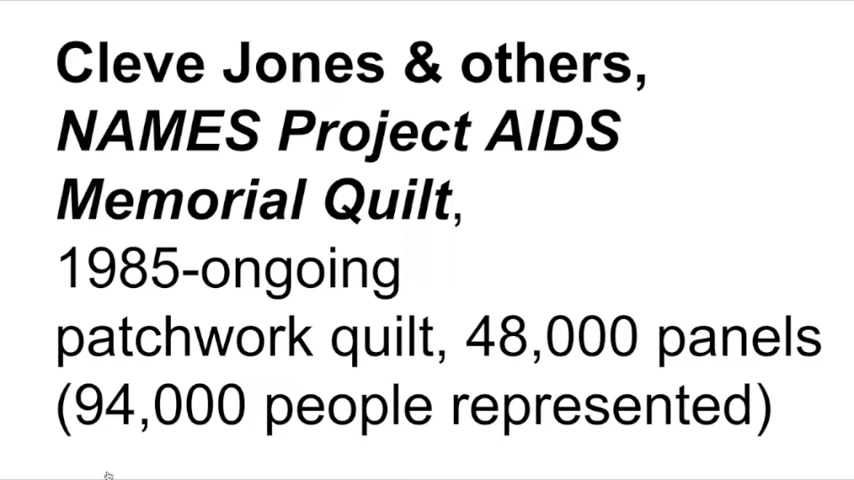 Cleve Jones & others,
NAMES Project AIDS
Memorial Quilt,
1985-ongoing
patchwork quilt, 48,000 panels
(94,000 people represented)